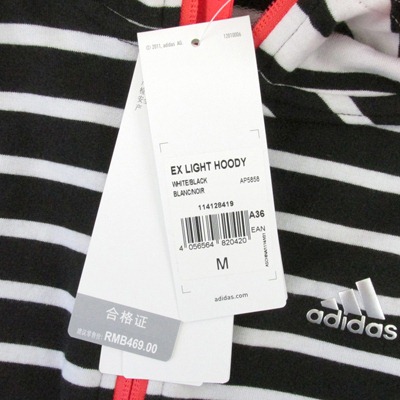 © 2011, adidas AG
EX LIGHT HOODY
WHITE/BLACK AP5858
BLANC/NOIR
114128419
A36
EAN
4 056564 820420
M
adidas.com
合格证
RMB469.00
adidas